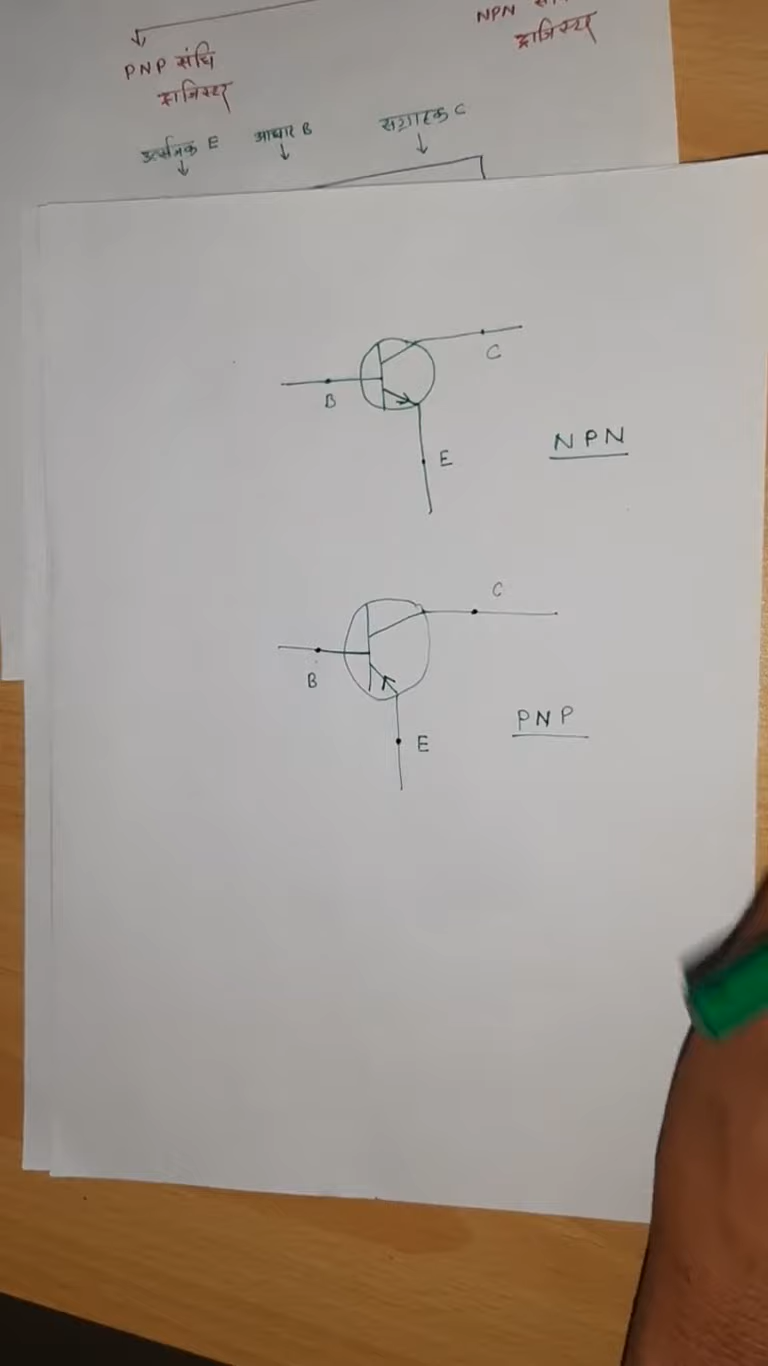 NPN
PNP संधि
ट्रांजिस्टर
ट्रांजिस्टर
उत्सर्जक E
आधार B
संग्राहक C
C
B
E
NPN
C
B
E
PNP